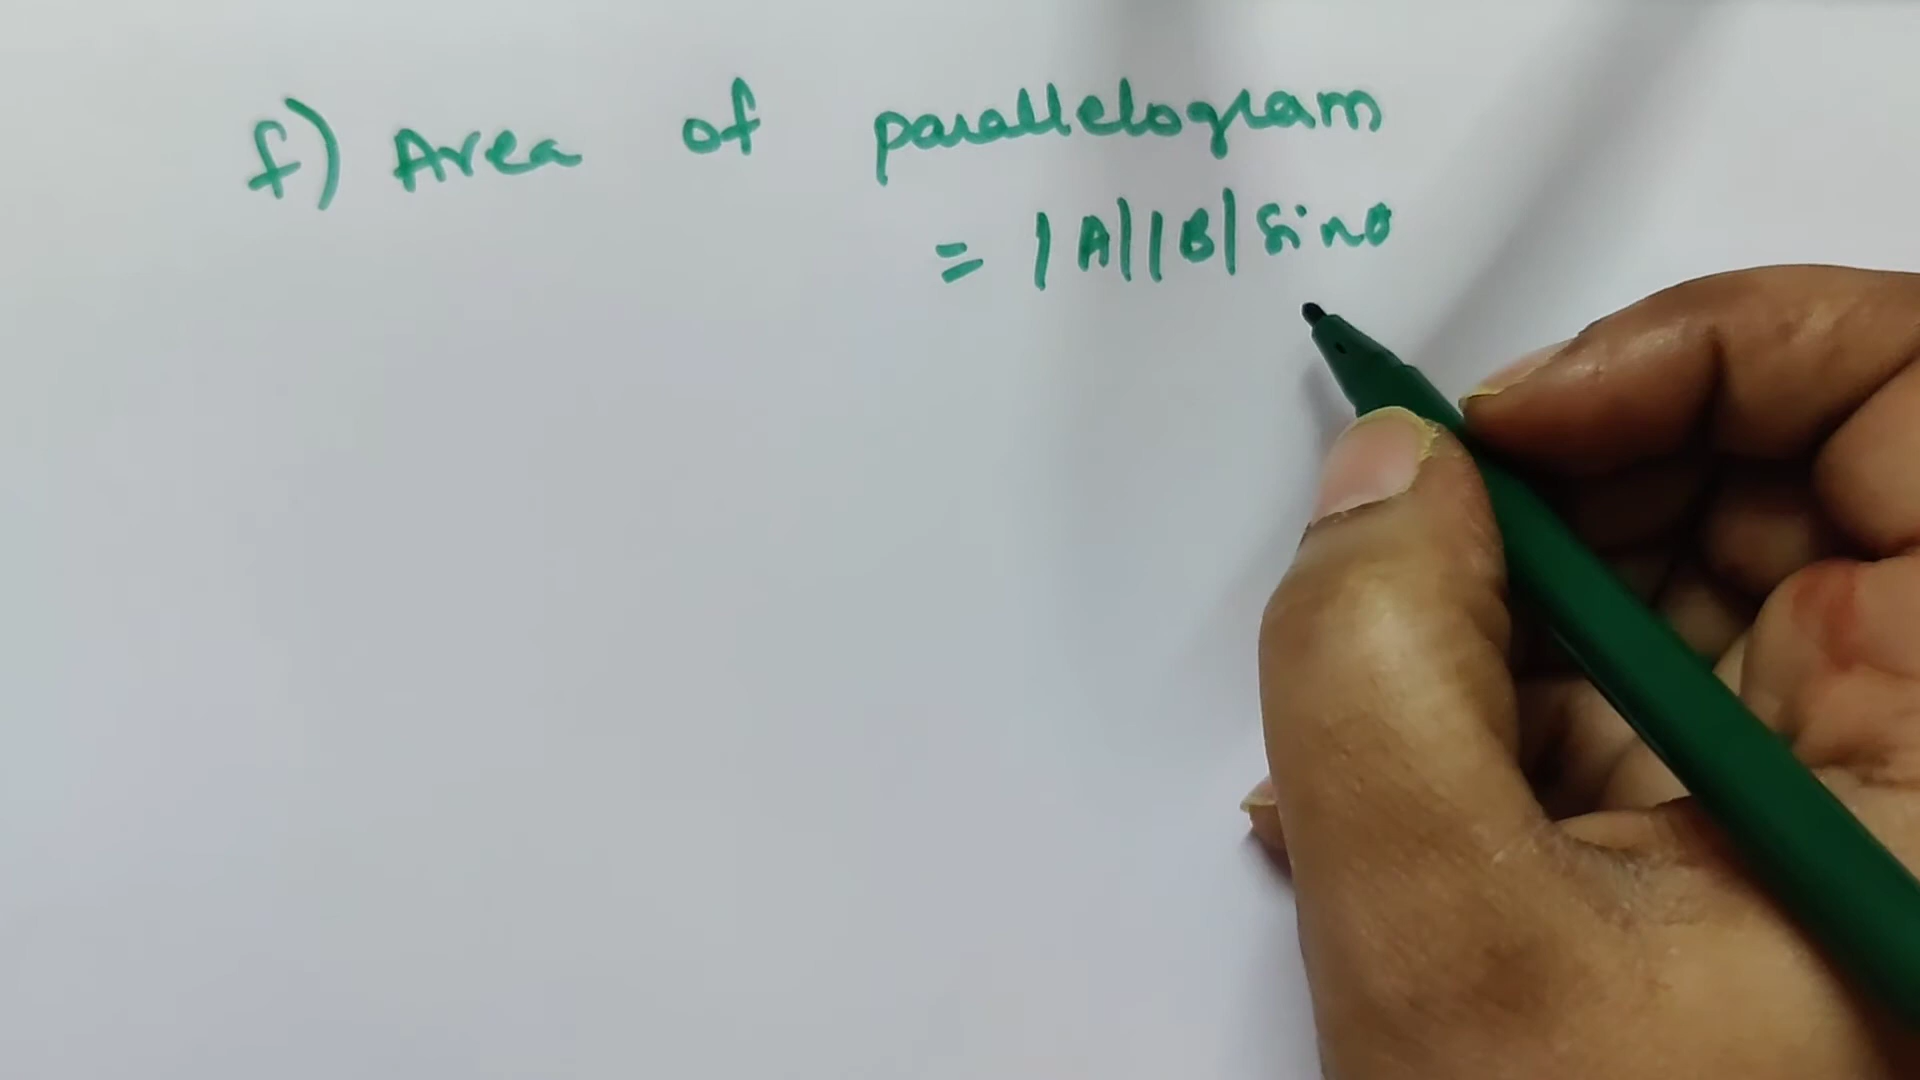 f) Area of parallelogram
= |A||B| sinθ